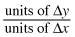 units of Δy
units of Δx